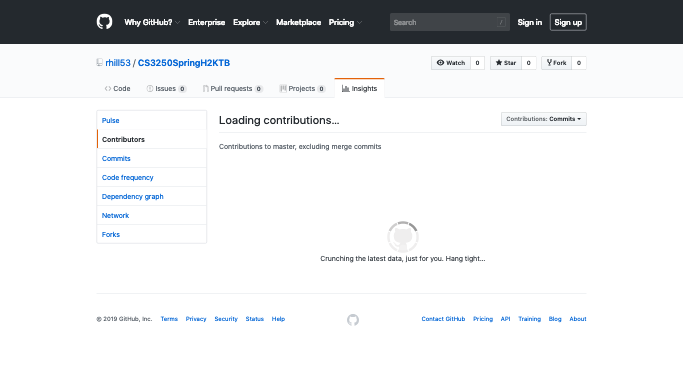 Why GitHub? Enterprise Explore Marketplace Pricing Search / Sign in Sign up
rhill53 / CS3250SpringH2KTB Watch 0 Star 0 Fork 0
Code Issues 0 Pull requests 0 Projects 0 Insights
Pulse
Contributors
Commits
Code frequency
Dependency graph
Network
Forks
Loading contributions… Contributions: Commits
Contributions to master, excluding merge commits
Crunching the latest data, just for you. Hang tight…
© 2019 GitHub, Inc. Terms Privacy Security Status Help Contact GitHub Pricing API Training Blog About